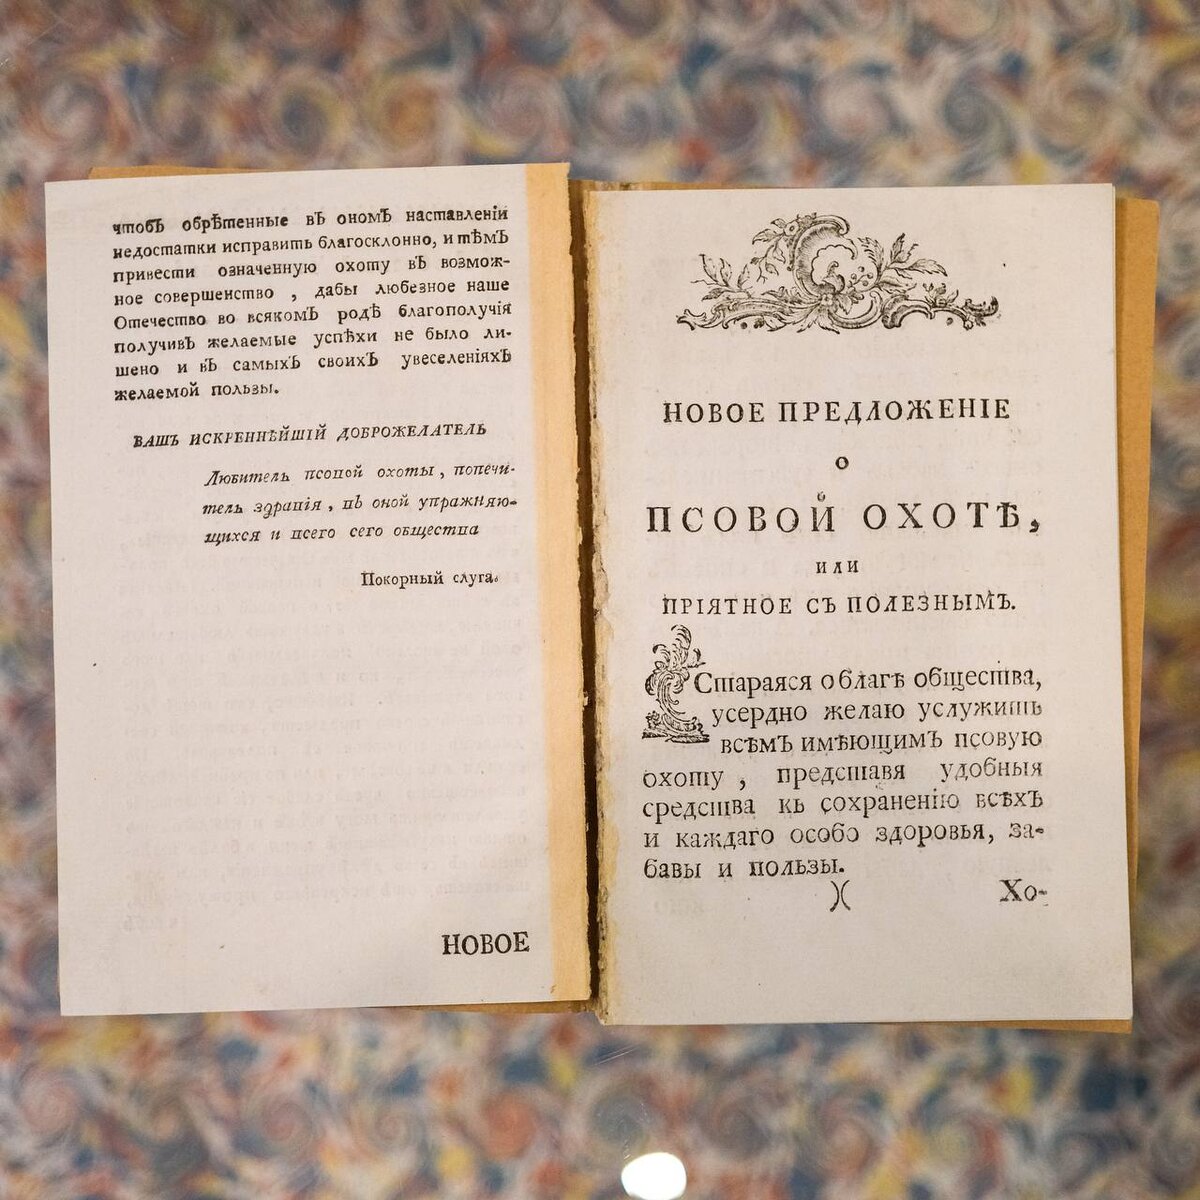 чтобъ обрѣтенные въ ономъ наставленіи
недостатки исправить благосклонно, и тѣмъ
привести означенную охоту въ возмож-
ное совершенство , дабы любезное наше
Отечество во всякомъ родѣ благополучія
получивъ желаемые успѣхи не было ли-
шено и въ самыхъ своихъ увеселеніяхъ
желаемой пользы.
ВАШЪ ИСКРЕННѢЙШІЙ ДОБРОЖЕЛАТЕЛЬ
Любитель псовой охоты , попечи-
тель здравія , въ оной упражняю-
щихся и всего сего общества
Покорный слуга.
НОВОЕ
НОВОЕ ПРЕДЛОЖЕНІЕ
О
ПСОВОЙ ОХОТѢ,
ИЛИ
ПРІЯТНОЕ СЪ ПОЛЕЗНЫМЪ.
Стараяся о благѣ общества,
усердно желаю услужить
всѣмъ имѣющимъ псовую
охоту , представя удобныя
средства къ сохраненію всѣхъ
и каждаго особо здоровья, за-
бавы и пользы.
)( Хо-